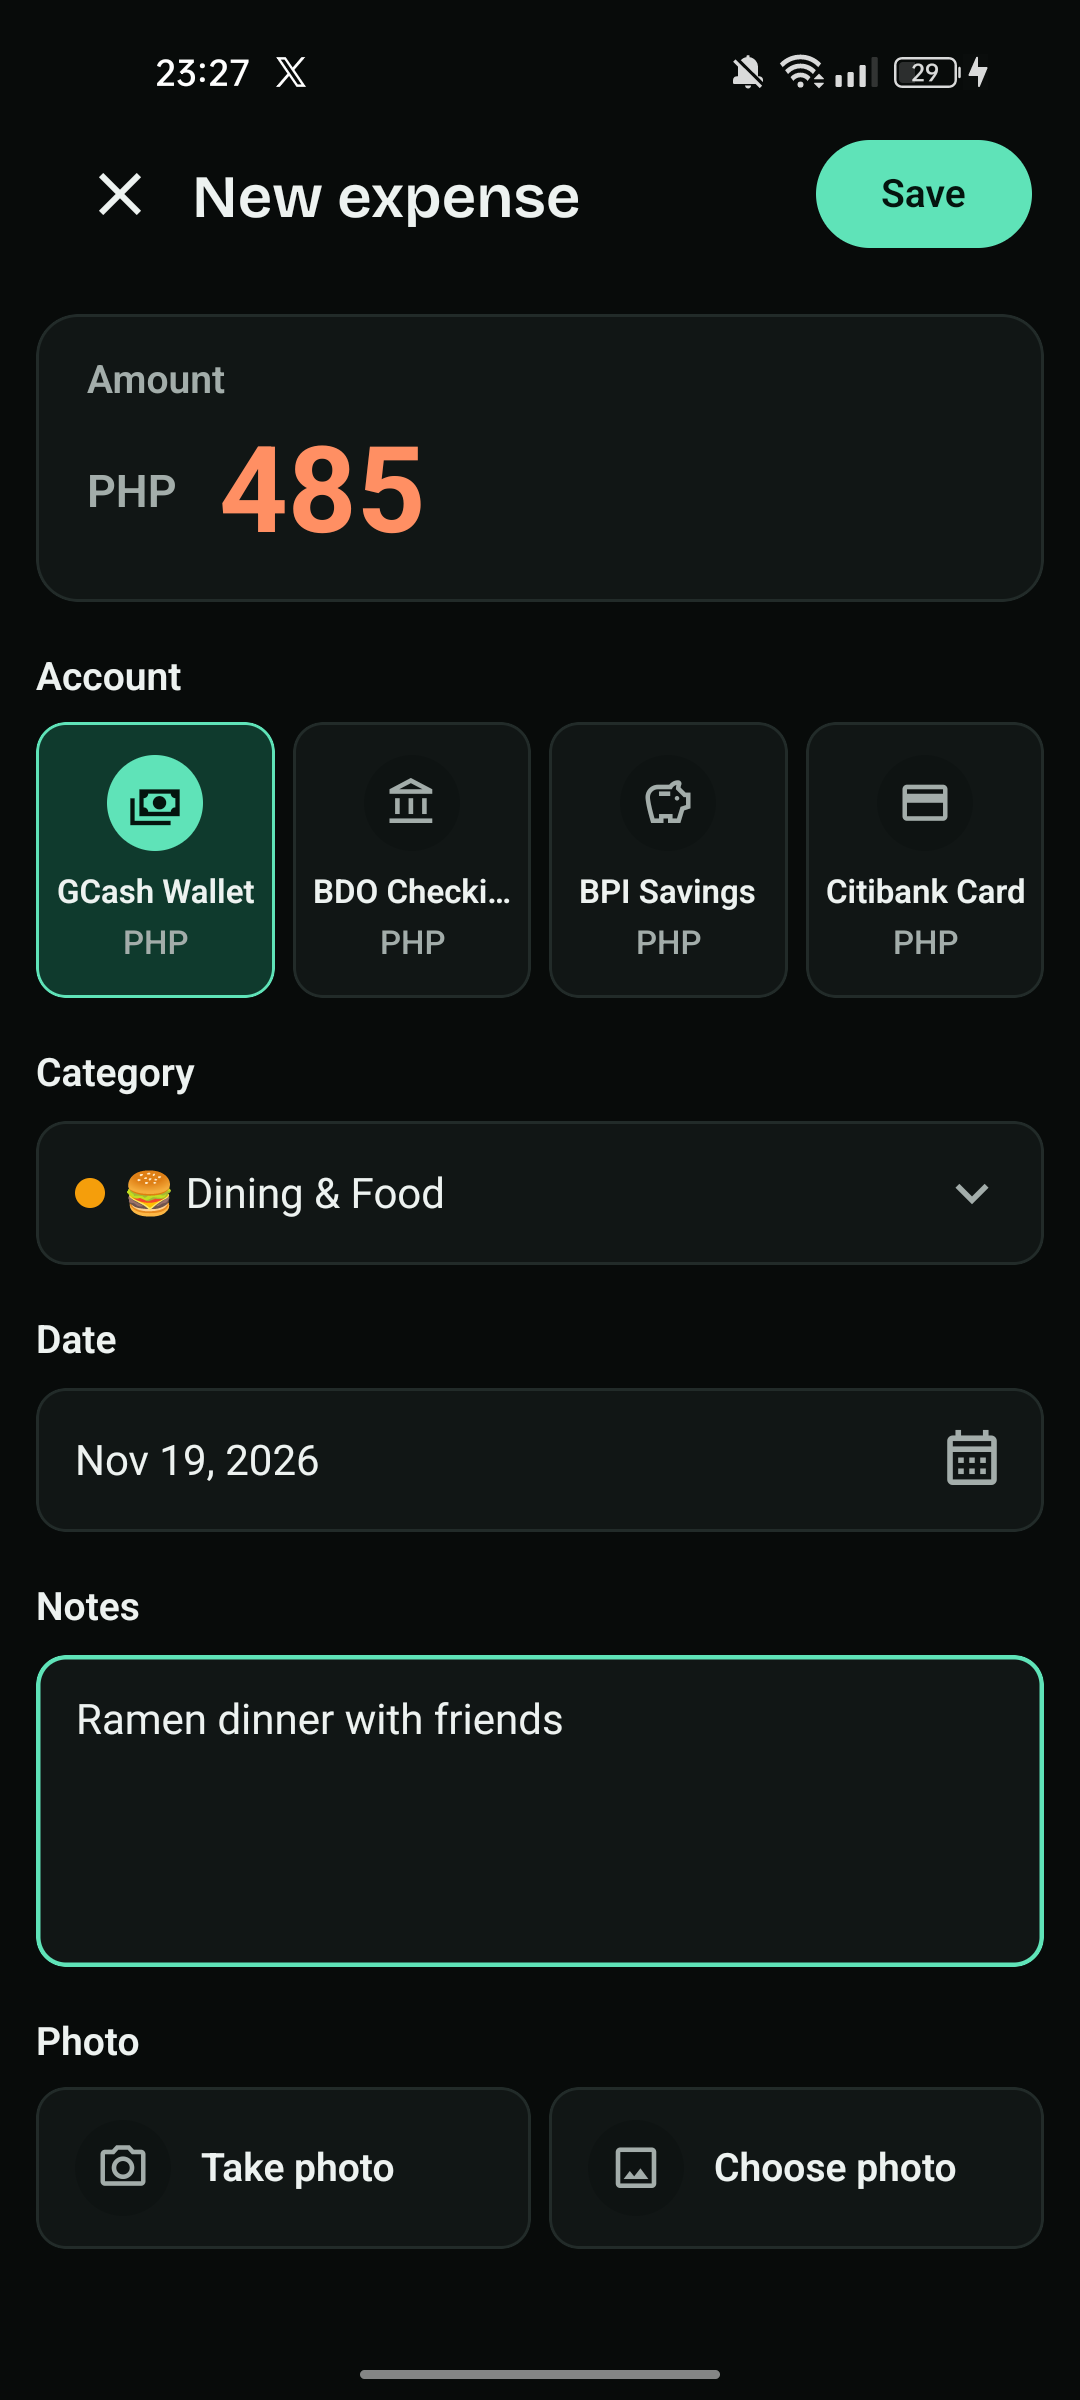 23:27
29
New expense
Save
Amount
PHP 485
Account
GCash Wallet
PHP
BDO Checki...
PHP
BPI Savings
PHP
Citibank Card
PHP
Category
🍔 Dining & Food
Date
Nov 19, 2026
Notes
Ramen dinner with friends
Photo
Take photo
Choose photo